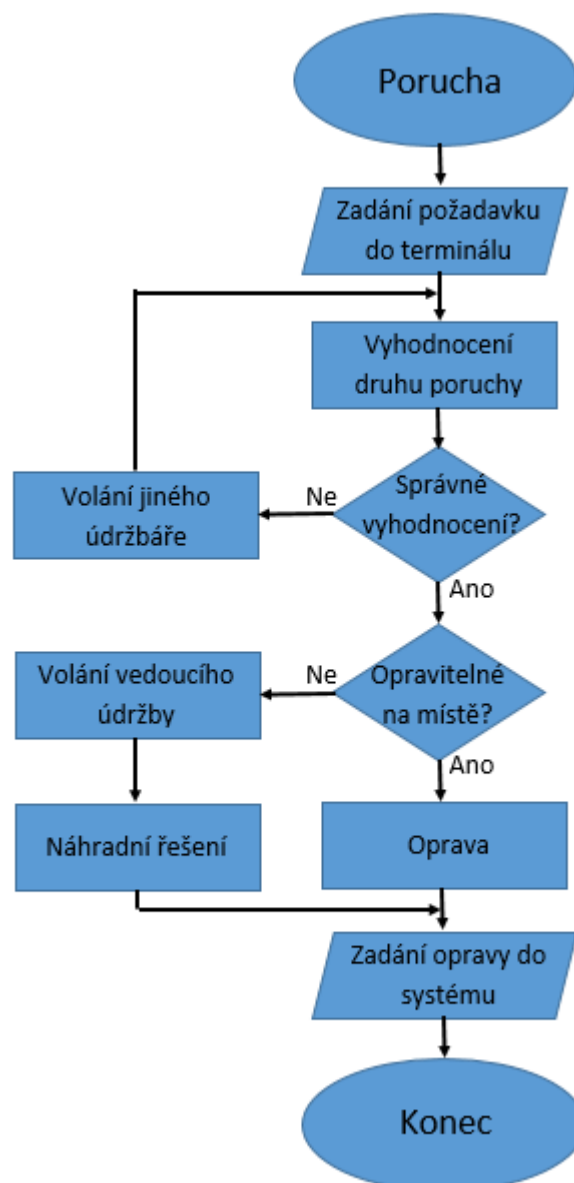 Porucha
Zadání požadavku
do terminálu
Vyhodnocení
druhu poruchy
Volání jiného
údržbáře
Ne
Správné
vyhodnocení?
Ano
Volání vedoucího
údržby
Ne
Opravitelné
na místě?
Ano
Náhradní řešení
Oprava
Zadání opravy do
systému
Konec